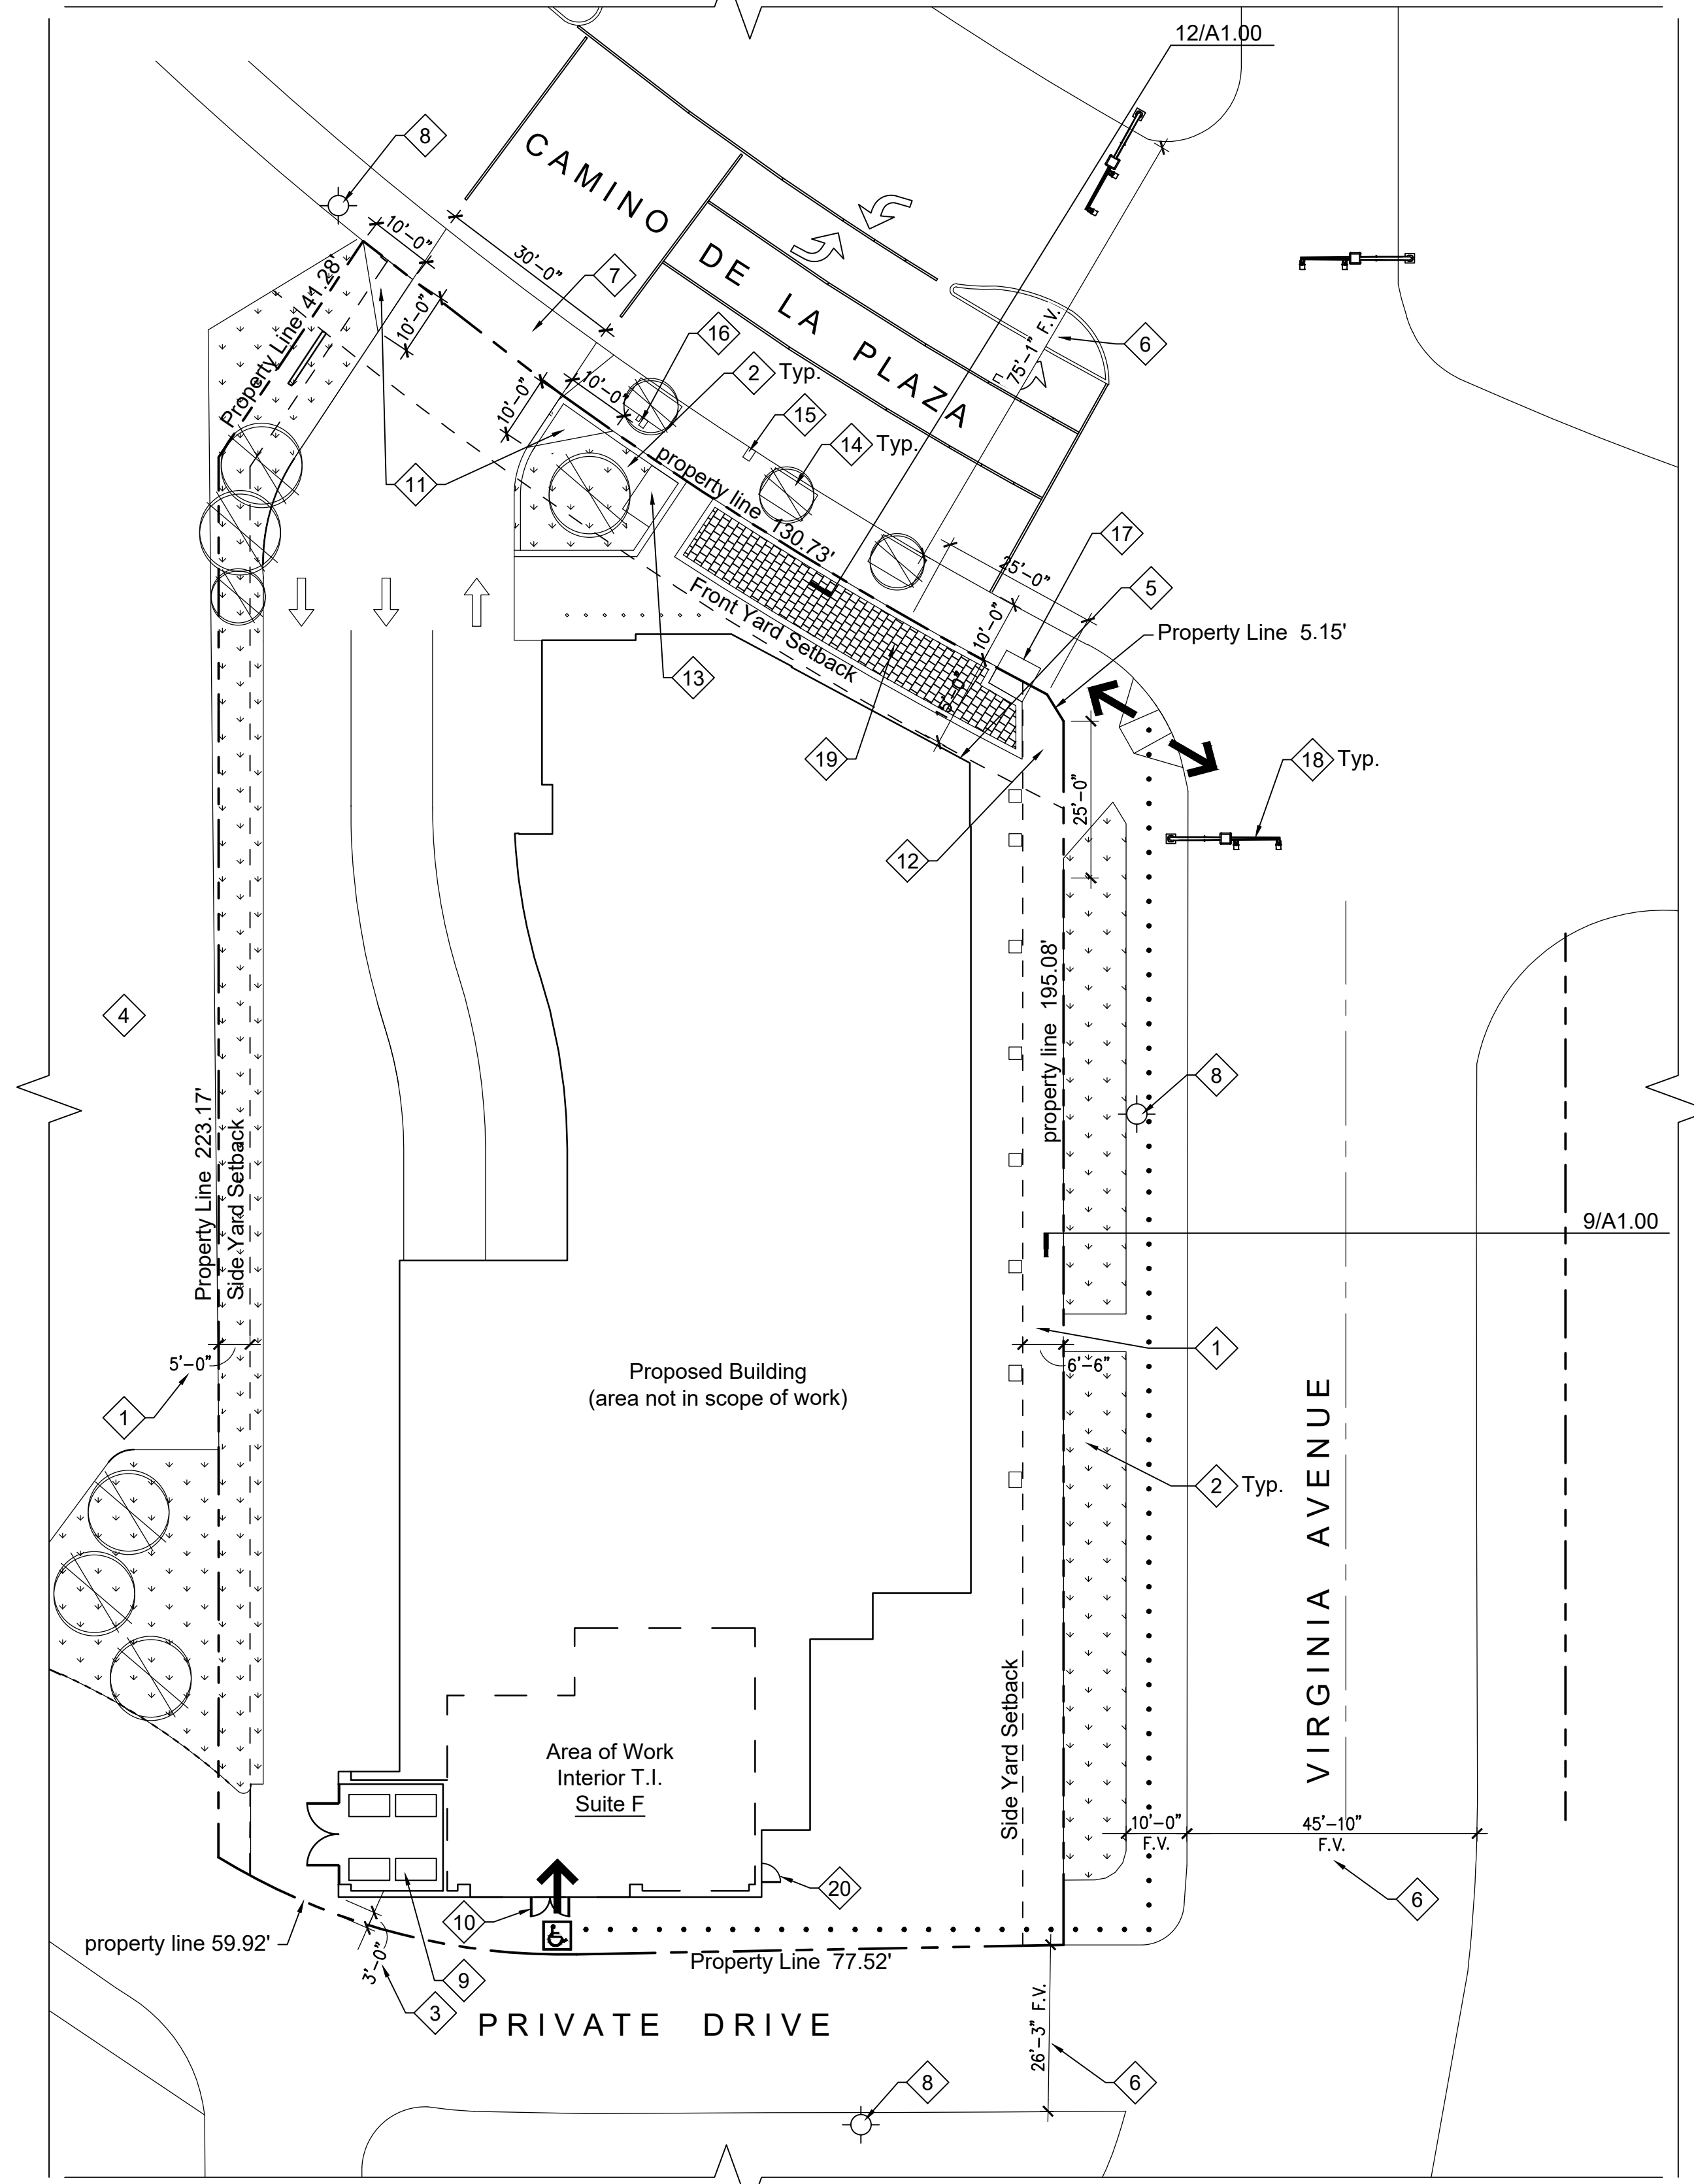 12/A1.00
8
CAMINO
DE LA PLAZA
10'-0"
30'-0"
7
Property Line 41.28'
10'-0"
16
2 Typ.
75'-1" F.V.
6
10'-0"
10'-0"
15
14 Typ.
11
property line 130.73'
17
25'-0"
5
Front Yard Setback
10'-0"
Property Line 5.15'
13
19
18 Typ.
25'-0"
12
4
property line 195.08'
8
Property Line 223.17'
Side Yard Setback
9/A1.00
5'-0"
1
6'-6"
1
Proposed Building
(area not in scope of work)
2 Typ.
VIRGINIA AVENUE
Side Yard Setback
Area of Work
Interior T.I.
Suite F
10'-0"
F.V.
45'-10"
F.V.
20
6
10
property line 59.92'
Property Line 77.52'
3'-0"
9
3
PRIVATE DRIVE
26'-3" F.V.
6
8